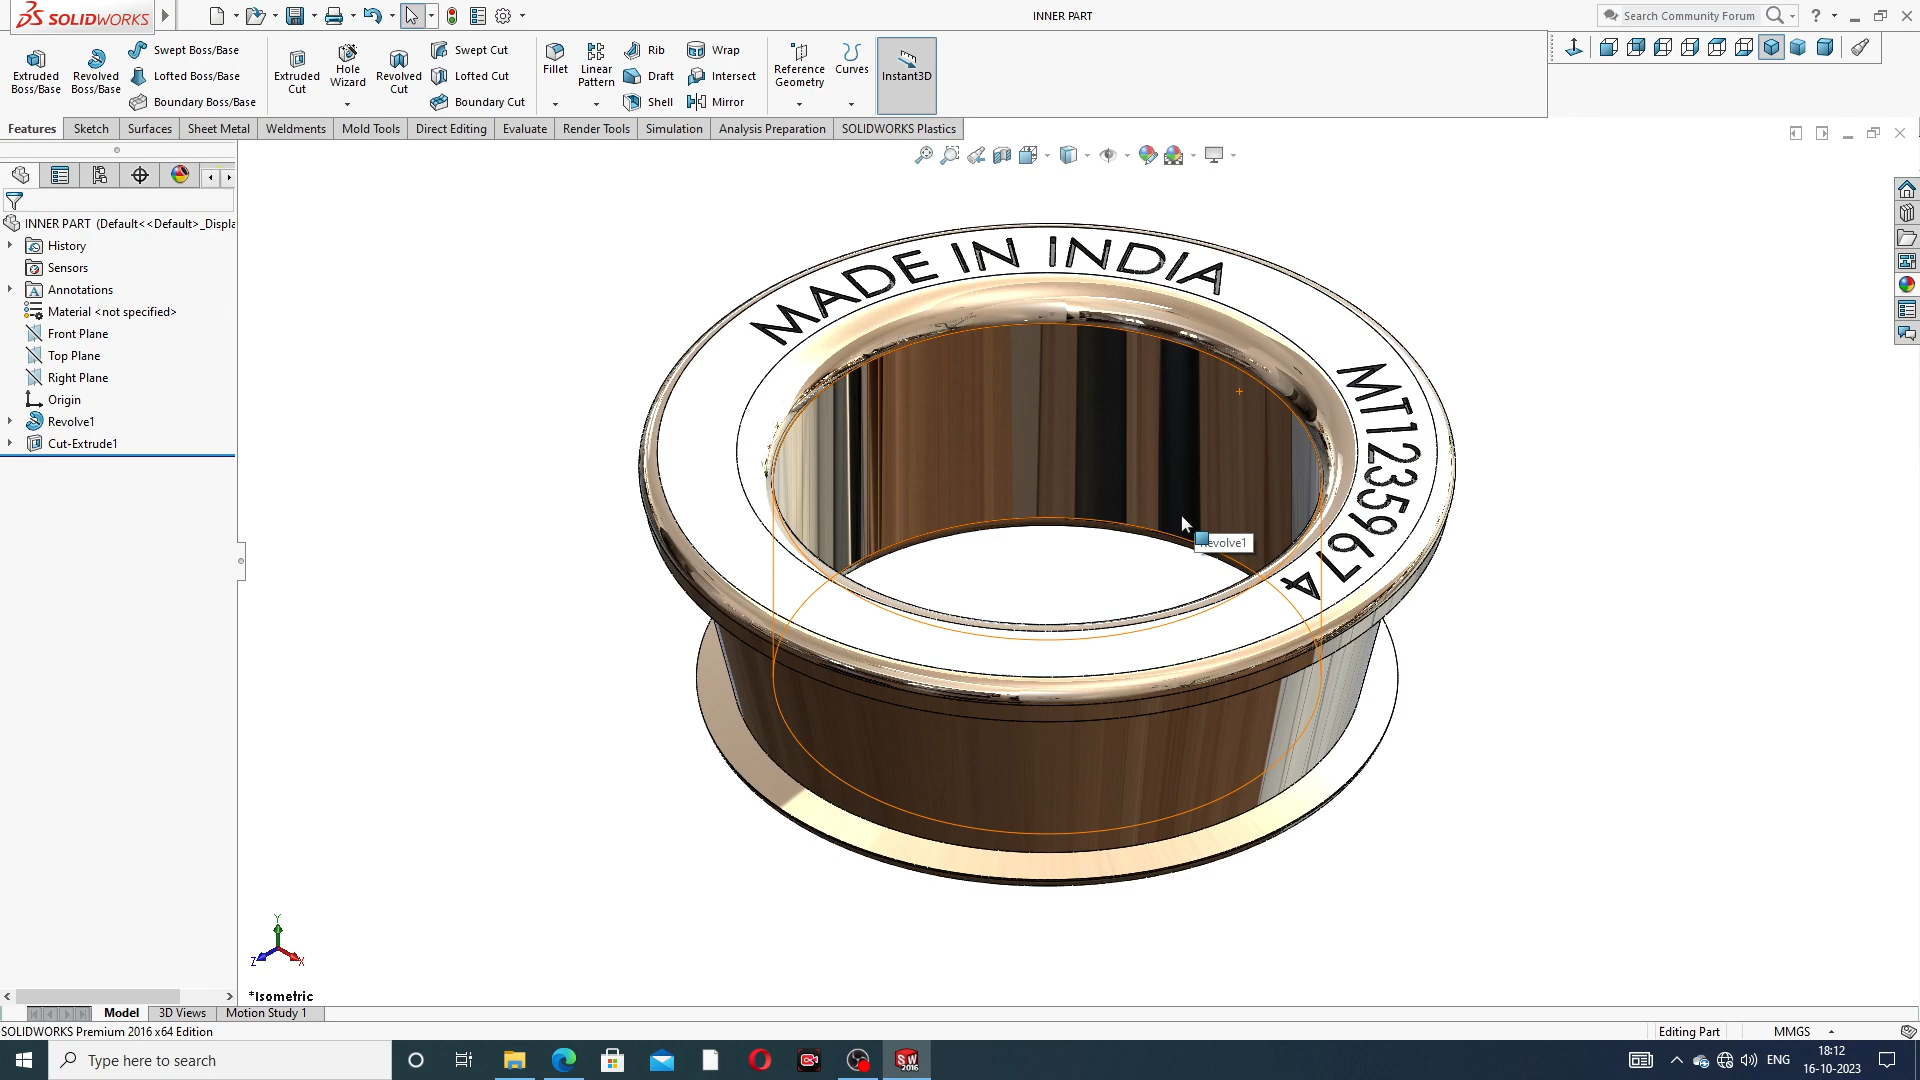 SOLIDWORKS
INNER PART
Search Community Forum
?
Extruded Boss/Base
Revolved Boss/Base
Swept Boss/Base
Lofted Boss/Base
Boundary Boss/Base
Extruded Cut
Hole Wizard
Revolved Cut
Swept Cut
Lofted Cut
Boundary Cut
Fillet
Linear Pattern
Rib
Draft
Shell
Wrap
Intersect
Mirror
Reference Geometry
Curves
Instant3D
Features
Sketch
Surfaces
Sheet Metal
Weldments
Mold Tools
Direct Editing
Evaluate
Render Tools
Simulation
Analysis Preparation
SOLIDWORKS Plastics
INNER PART (Default<<Default>_Displa
History
Sensors
Annotations
Material <not specified>
Front Plane
Top Plane
Right Plane
Origin
Revolve1
Cut-Extrude1
MADE IN INDIA
MT12359674
Revolve1
Y
Z
X
*Isometric
Model
3D Views
Motion Study 1
SOLIDWORKS Premium 2016 x64 Edition
Editing Part
MMGS
Type here to search
SW
2016
ENG
18:12
16-10-2023